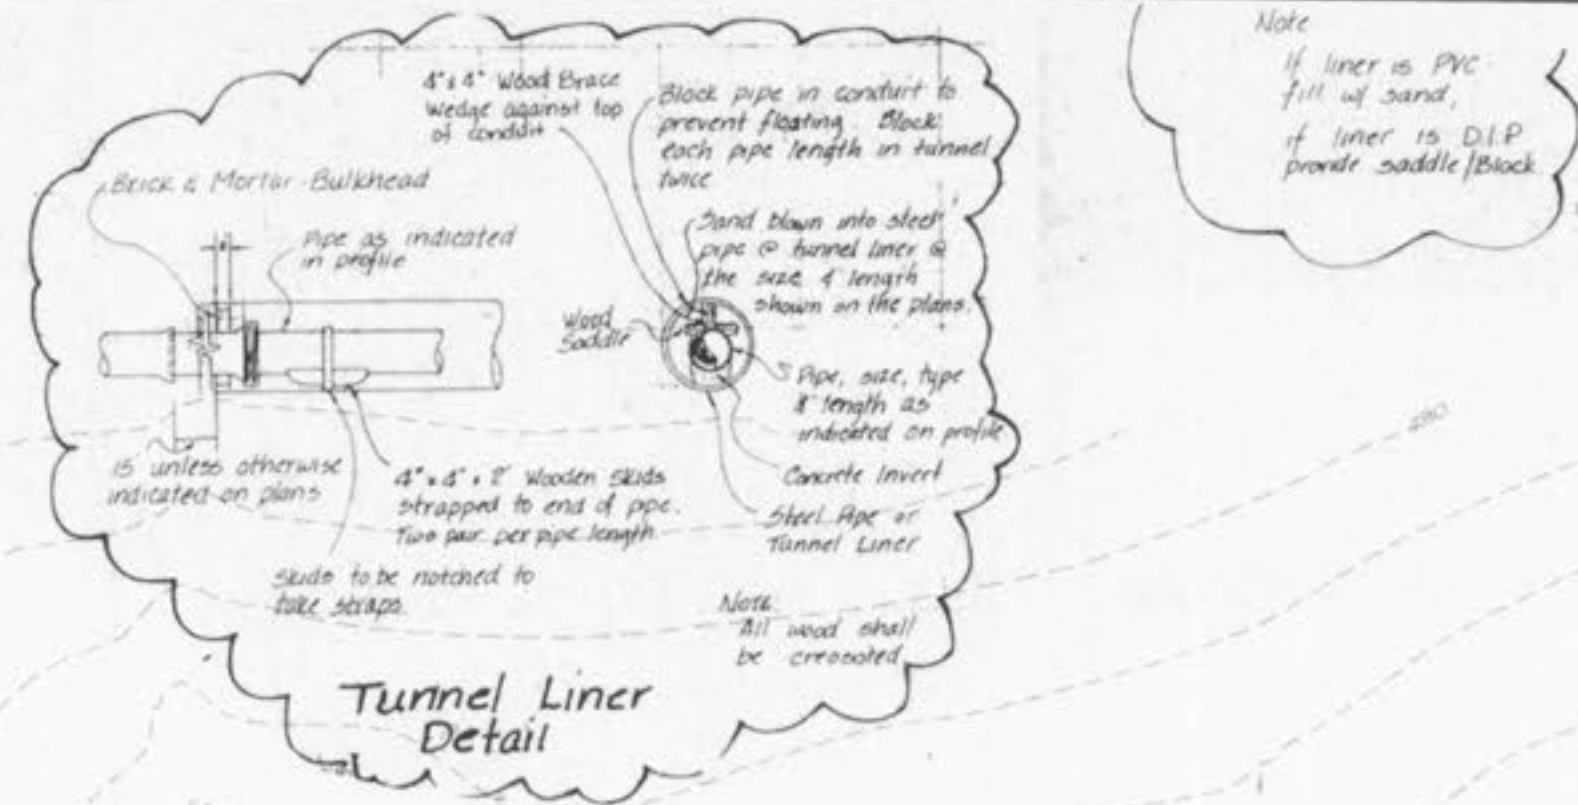 4" x 4" Wood Brace
wedge against top
of conduit
Block pipe in conduit to
prevent floating Block
each pipe length in tunnel
twice
Brick & Mortar Bulkhead
Pipe as indicated
in profile
Sand blown into steel
pipe @ tunnel liner @
the size & length
shown on the plans.
Wood
Saddle
Pipe, size, type
& length as
indicated on profile
Concrete Invert
Steel Pipe or
Tunnel Liner
15 unless otherwise
indicated on plans
4" x 4" x 2' Wooden Skids
strapped to end of pipe.
Two pair per pipe length
Skids to be notched to
take straps.
Note
All wood shall
be creosoted
Tunnel Liner
Detail
Note
If liner is PVC
fill w/ sand,
if liner is D.I.P
provide saddle/Block